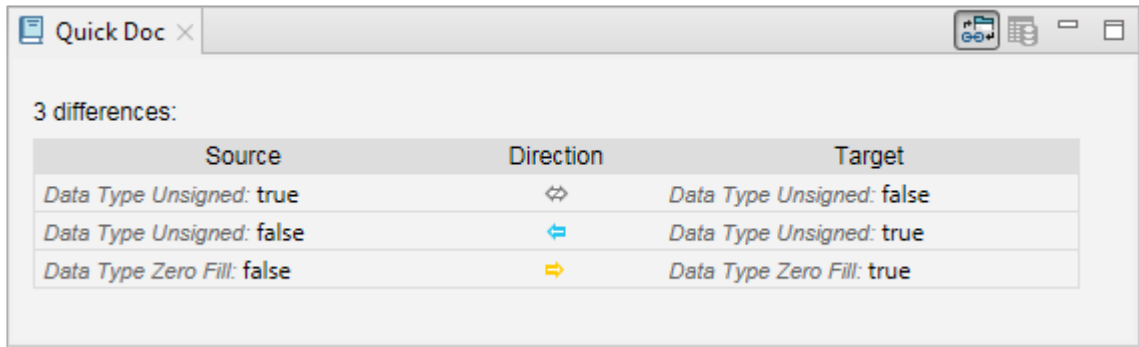 Quick Doc
3 differences:
Source Direction Target
Data Type Unsigned: true Data Type Unsigned: false
Data Type Unsigned: false Data Type Unsigned: true
Data Type Zero Fill: false Data Type Zero Fill: true